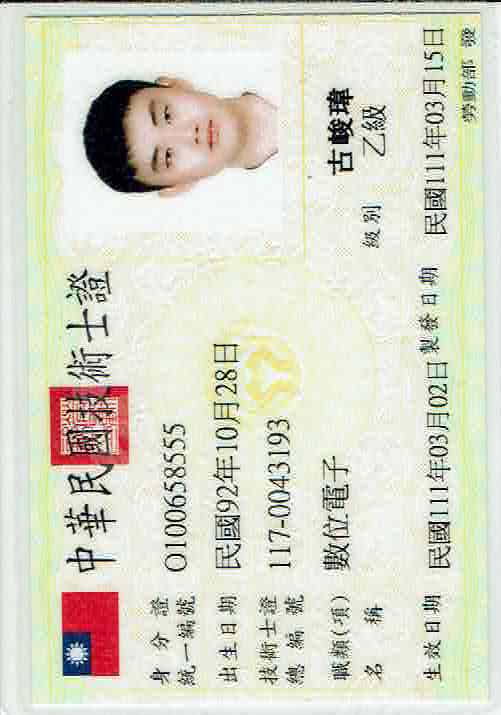 中華民國技術士證
身分證統一編號 O100658555
出生日期 民國92年10月28日
技術士證總編號 117-0043193
職類(項)名稱 數位電子
古峻瑋
級別 乙級
生效日期 民國111年03月02日 製發日期 民國111年03月15日
勞動部 發